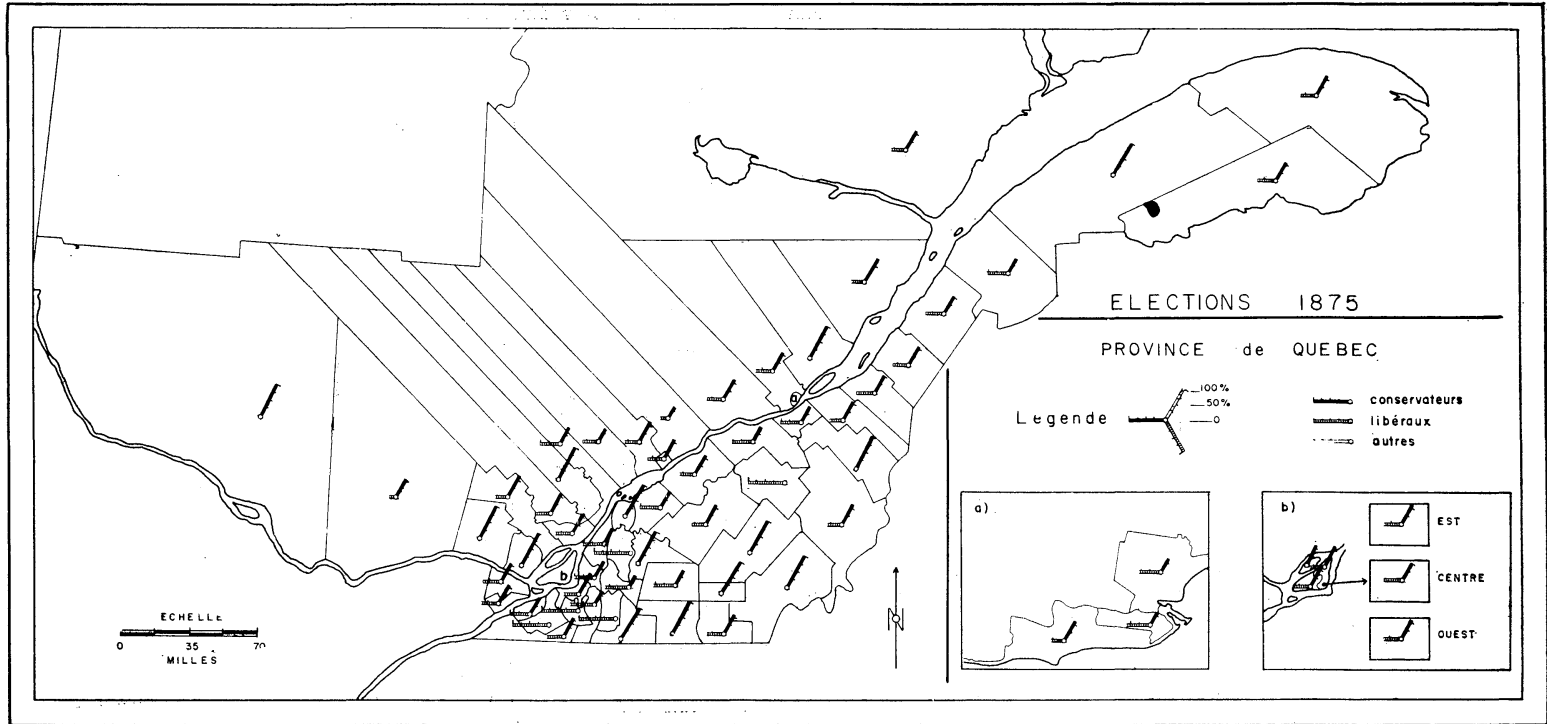 ELECTIONS 1875
PROVINCE de QUEBEC
Légende
100%
50%
0
conservateurs
libéraux
autres
a
b
a)
b)
EST
CENTRE
OUEST
N
ECHELLE
0 35 70
MILLES